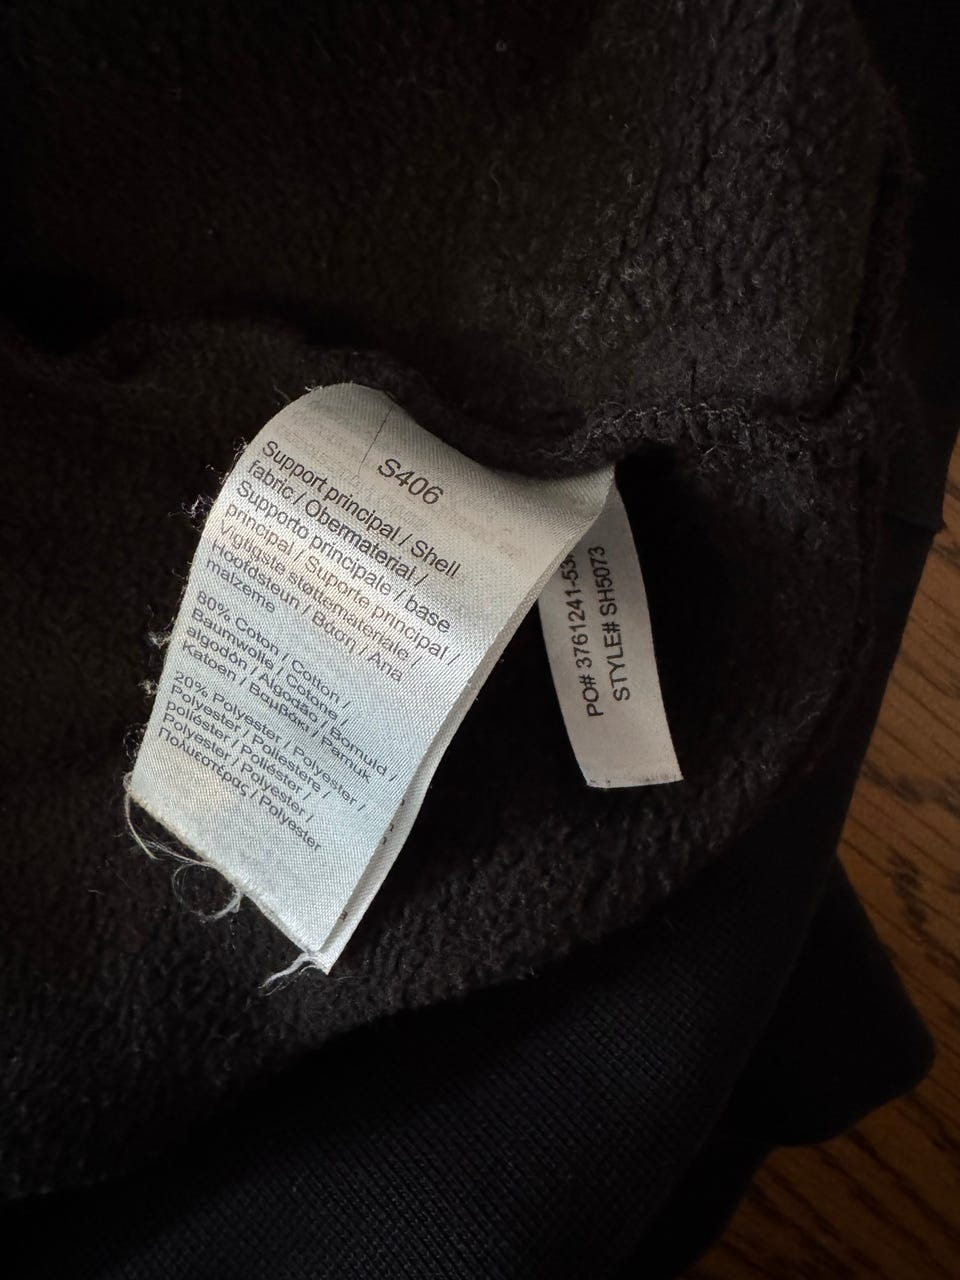 S406
Support principal / Shell
fabric / Obermaterial /
Supporto principale / base
principal / Suporte principal /
Vigtigste støttemateriale /
Hoofdsteun / Βάση / Ana
malzeme
80% Coton / Cotton /
Baumwolle / Cotone /
algodón / Algodão / Bomuld /
Katoen / Βαμβάκι / Pamuk
20% Polyester / Polyester /
Polyester / Poliestere /
poliéster / Poliéster /
Polyester / Polyester /
Πολυεστέρας / Polyester
PO# 3761241-53
STYLE# SH5073